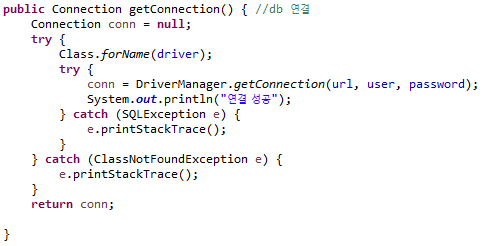 public Connection getConnection() { //db 연결
    Connection conn = null;
    try {
        Class.forName(driver);
        try {
            conn = DriverManager.getConnection(url, user, password);
            System.out.println("연결 성공");
        } catch (SQLException e) {
            e.printStackTrace();
        }
    } catch (ClassNotFoundException e) {
        e.printStackTrace();
    }
    return conn;

}